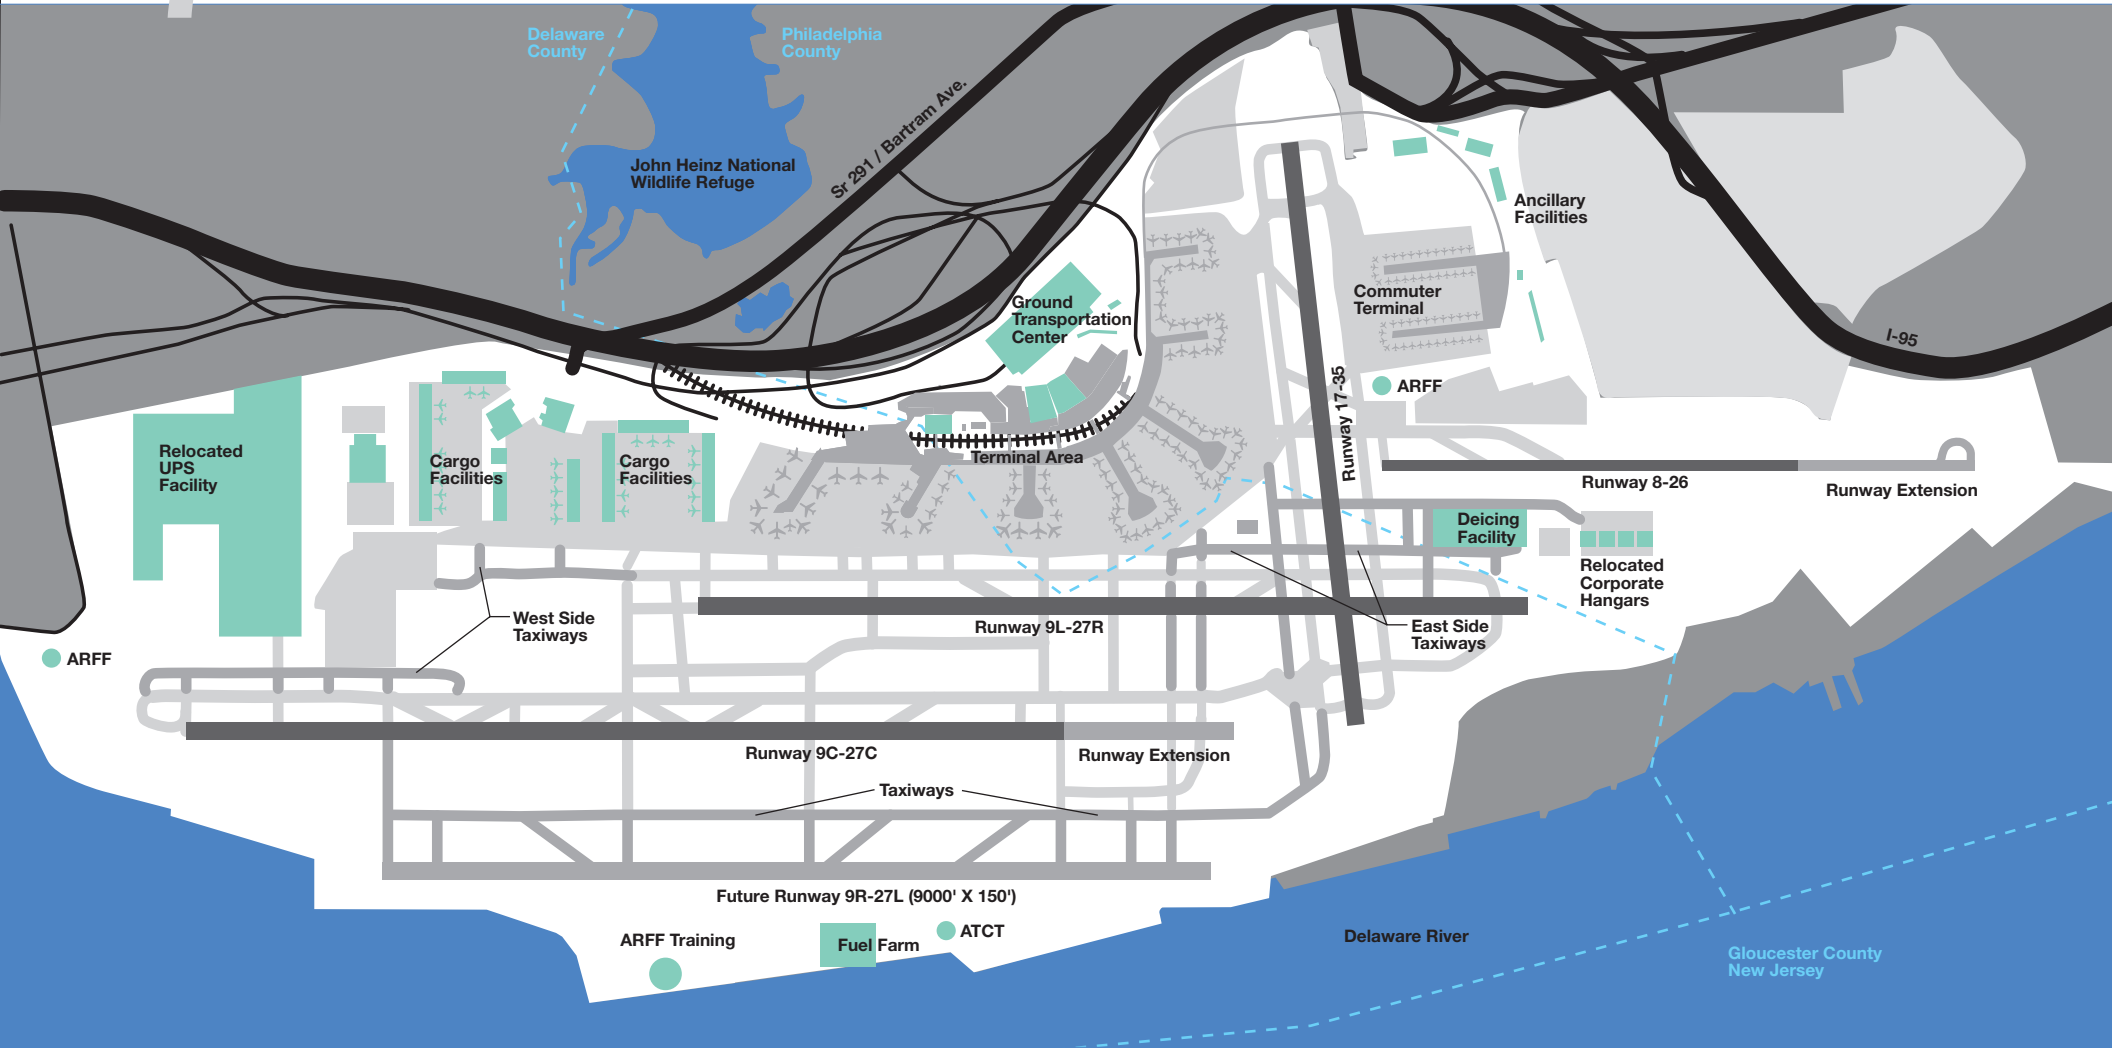 Delaware
County
Philadelphia
County
Sr 291 / Bartram Ave.
John Heinz National
Wildlife Refuge
Ancillary
Facilities
Ground
Transportation
Center
Commuter
Terminal
I-95
ARFF
Runway 17-35
Relocated
UPS
Facility
Cargo
Facilities
Cargo
Facilities
Terminal Area
Runway 8-26
Runway Extension
Deicing
Facility
Relocated
Corporate
Hangars
West Side
Taxiways
Runway 9L-27R
East Side
Taxiways
ARFF
Runway 9C-27C
Runway Extension
Taxiways
Future Runway 9R-27L (9000' X 150')
ARFF Training
Fuel Farm
ATCT
Delaware River
Gloucester County
New Jersey